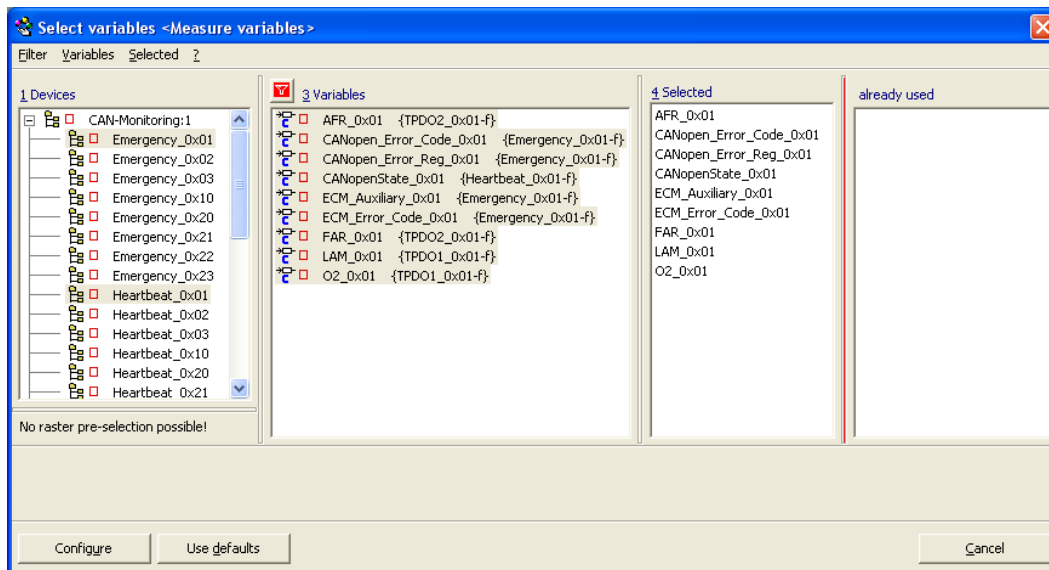 Select variables <Measure variables>
Filter Variables Selected ?
1 Devices
CAN-Monitoring:1
Emergency_0x01
Emergency_0x02
Emergency_0x03
Emergency_0x10
Emergency_0x20
Emergency_0x21
Emergency_0x22
Emergency_0x23
Heartbeat_0x01
Heartbeat_0x02
Heartbeat_0x03
Heartbeat_0x10
Heartbeat_0x20
Heartbeat_0x21
No raster pre-selection possible!
3 Variables
AFR_0x01 {TPDO2_0x01-f}
CANopen_Error_Code_0x01 {Emergency_0x01-f}
CANopen_Error_Reg_0x01 {Emergency_0x01-f}
CANopenState_0x01 {Heartbeat_0x01-f}
ECM_Auxiliary_0x01 {Emergency_0x01-f}
ECM_Error_Code_0x01 {Emergency_0x01-f}
FAR_0x01 {TPDO2_0x01-f}
LAM_0x01 {TPDO1_0x01-f}
O2_0x01 {TPDO1_0x01-f}
4 Selected
AFR_0x01
CANopen_Error_Code_0x01
CANopen_Error_Reg_0x01
CANopenState_0x01
ECM_Auxiliary_0x01
ECM_Error_Code_0x01
FAR_0x01
LAM_0x01
O2_0x01
already used
Configure Use defaults Cancel